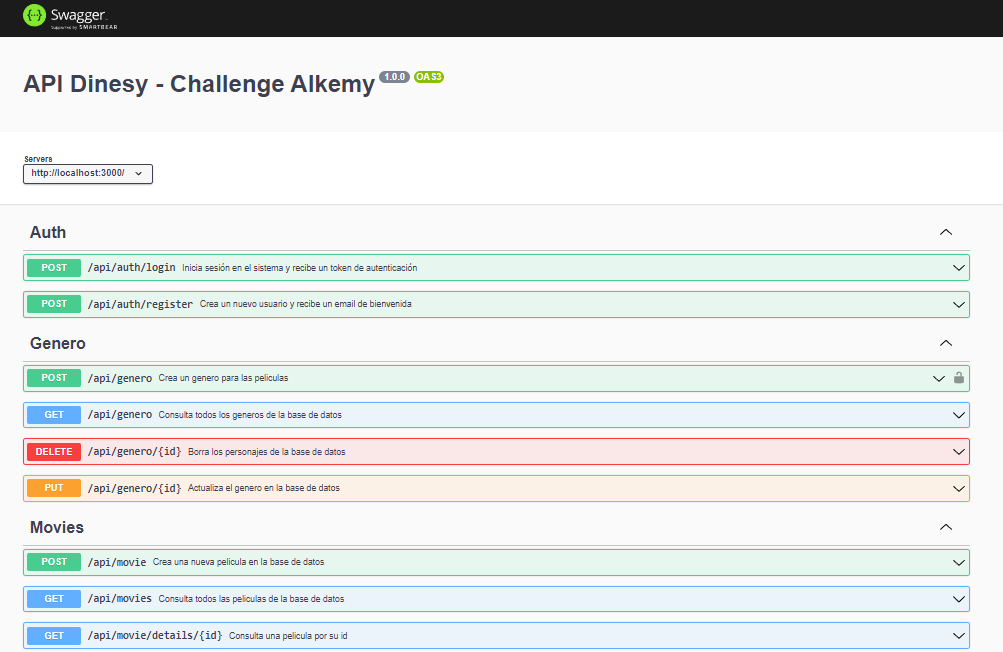 Swagger.
Supported by SMARTBEAR
API Dinesy - Challenge Alkemy 1.0.0 OAS3
Servers
http://localhost:3000/
Auth
POST /api/auth/login Inicia sesión en el sistema y recibe un token de autenticación
POST /api/auth/register Crea un nuevo usuario y recibe un email de bienvenida
Genero
POST /api/genero Crea un genero para las peliculas
GET /api/genero Consulta todos los generos de la base de datos
DELETE /api/genero/{id} Borra los personajes de la base de datos
PUT /api/genero/{id} Actualiza el genero en la base de datos
Movies
POST /api/movie Crea una nueva pelicula en la base de datos
GET /api/movies Consulta todos las peliculas de la base de datos
GET /api/movie/details/{id} Consulta una pelicula por su id